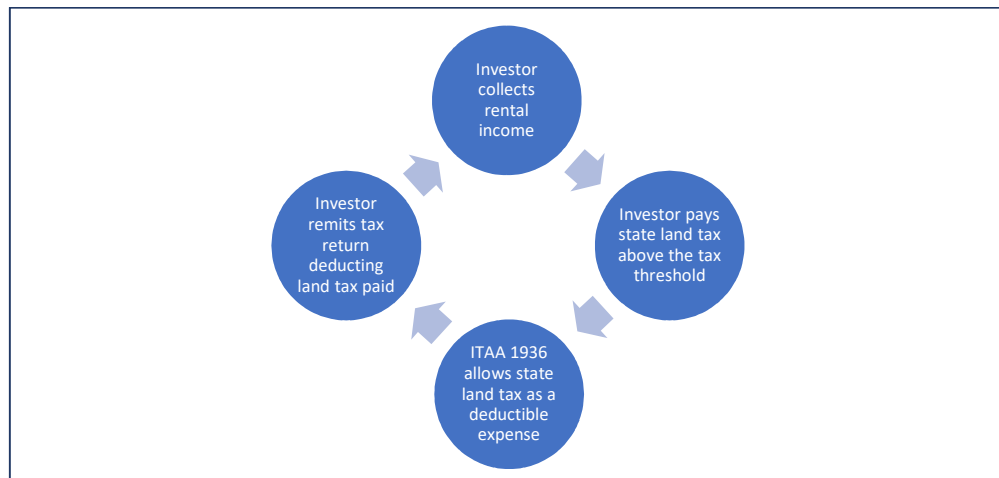 Investor
collects
rental
income
Investor pays
state land tax
above the tax
threshold
ITAA 1936
allows state
land tax as a
deductible
expense
Investor
remits tax
return
deducting
land tax paid